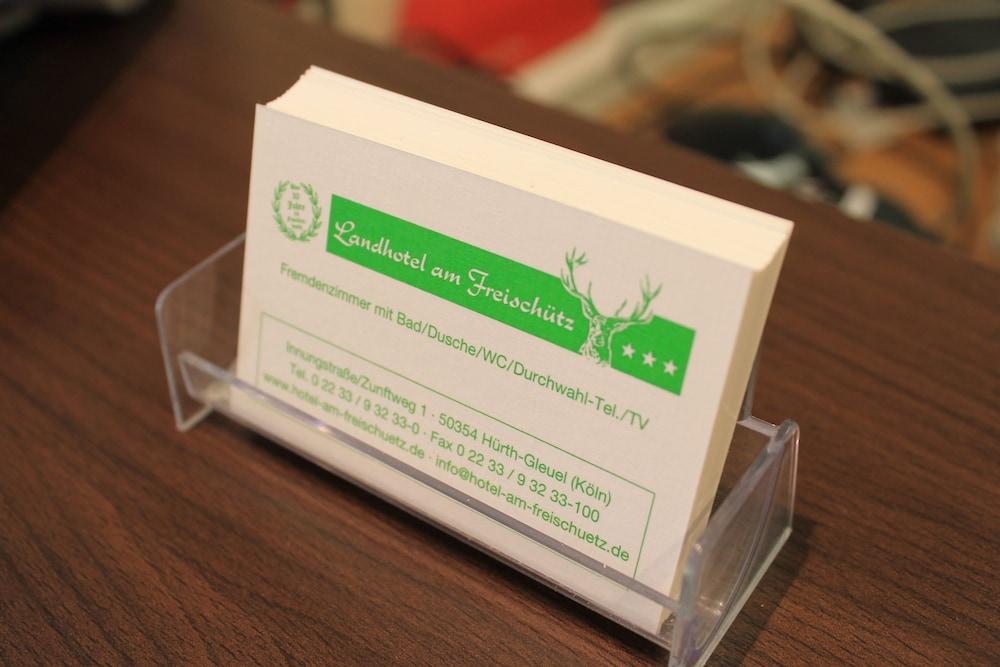 Jahre
Landhotel am Freischütz
Fremdenzimmer mit Bad/Dusche/WC/Durchwahl-Tel./TV
Innungstraße/Zunftweg 1 · 50354 Hürth-Gleuel (Köln)
Tel. 0 22 33 / 9 32 33-0 · Fax 0 22 33 / 9 32 33-100
www.hotel-am-freischuetz.de · info@hotel-am-freischuetz.de